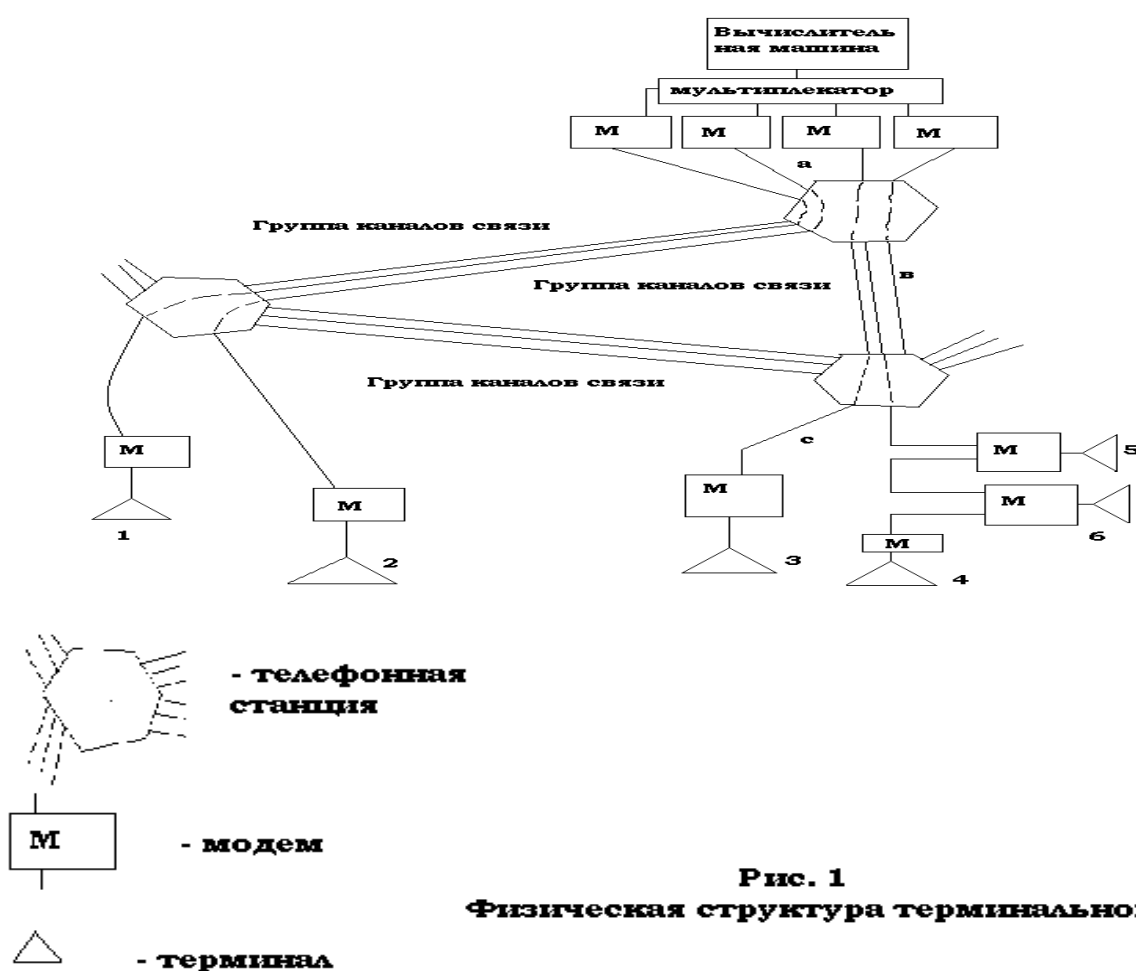 Вычислитель
ная машина
мультиплекатор
М М М М
а
Группа каналов связи
в
Группа каналов связи
Группа каналов связи
с
М
М
М
М
М
М
5
6
1
2
3
4
- телефонная
станция
М
- модем
Рис. 1
Физическая структура терминально
- терминал